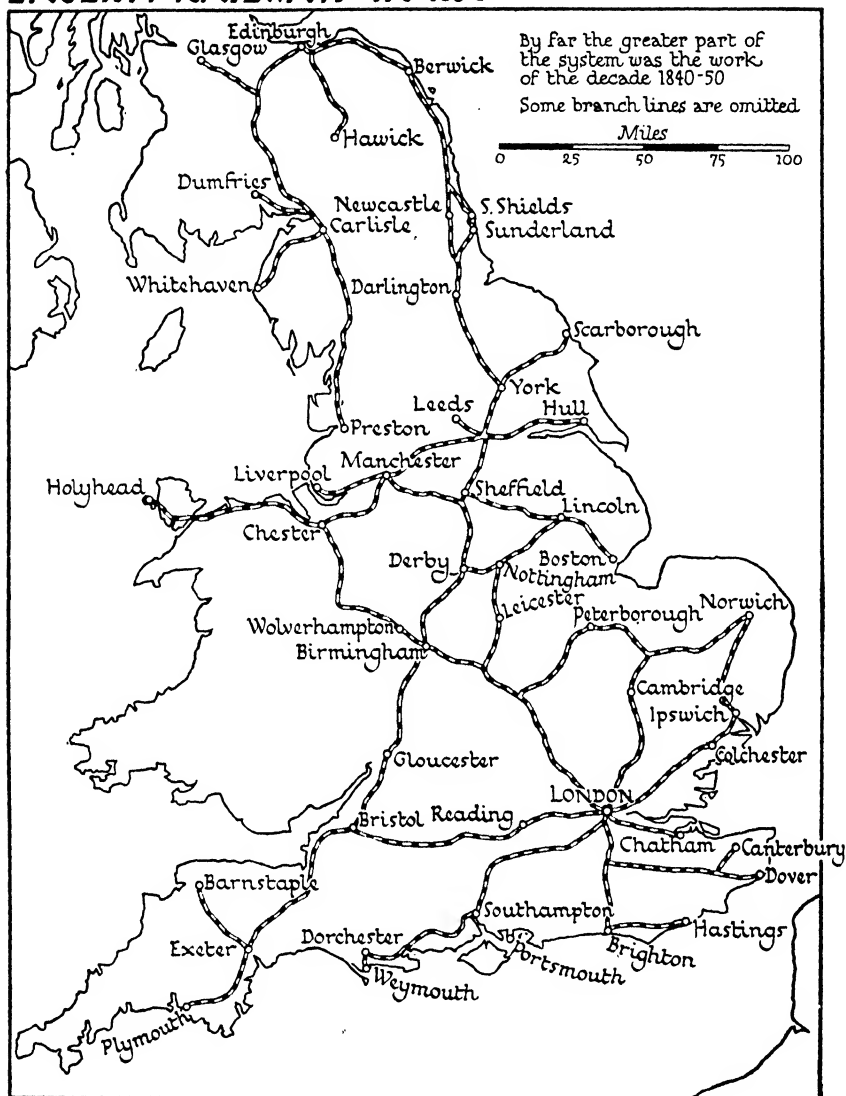 Edinburgh
Glasgow
By far the greater part of
the system was the work
of the decade 1840-50
Some branch lines are omitted
Berwick
Miles
0 25 50 75 100
Hawick
Dumfries
Newcastle
S. Shields
Carlisle
Sunderland
Whitehaven
Darlington
Scarborough
York
Leeds
Hull
Preston
Manchester
Liverpool
Holyhead
Sheffield
Lincoln
Chester
Derby
Boston
Nottingham
Leicester
Peterborough
Norwich
Wolverhampton
Birmingham
Cambridge
Ipswich
Colchester
Gloucester
LONDON
Bristol
Reading
Chatham
Canterbury
Dover
Barnstaple
Southampton
Hastings
Exeter
Dorchester
Portsmouth
Brighton
Weymouth
Plymouth